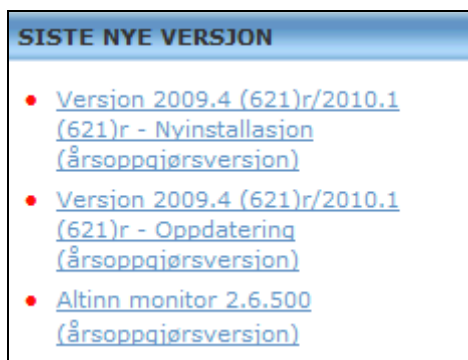 SISTE NYE VERSJON
Versjon 2009.4 (621)r/2010.1
(621)r - Nyinstallasjon
(årsoppgjørsversjon)
Versjon 2009.4 (621)r/2010.1
(621)r - Oppdatering
(årsoppgjørsversjon)
Altinn monitor 2.6.500
(årsoppgjørsversjon)